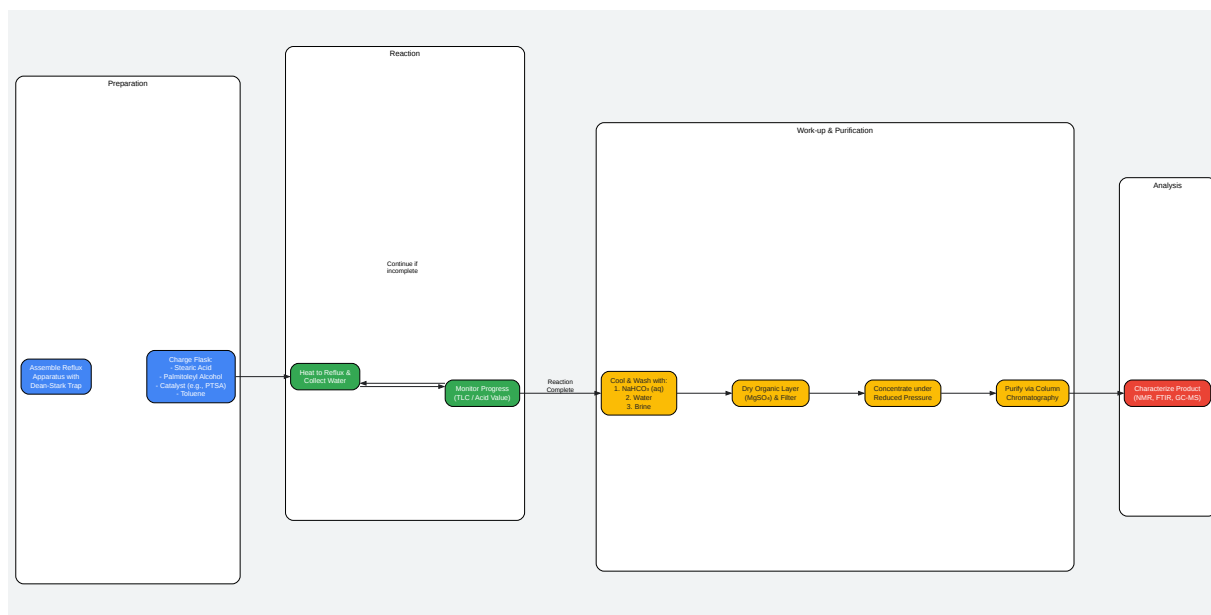 Preparation
Assemble Reflux
Apparatus with
Dean-Stark Trap
Charge Flask:
- Stearic Acid
- Palmitoleyl Alcohol
- Catalyst (e.g., PTSA)
- Toluene
Reaction
Continue if
incomplete
Heat to Reflux &
Collect Water
Monitor Progress
(TLC / Acid Value)
Reaction
Complete
Work-up & Purification
Cool & Wash with:
1. NaHCO₃ (aq)
2. Water
3. Brine
Dry Organic Layer
(MgSO₄) & Filter
Concentrate under
Reduced Pressure
Purify via Column
Chromatography
Analysis
Characterize Product
(NMR, FTIR, GC-MS)